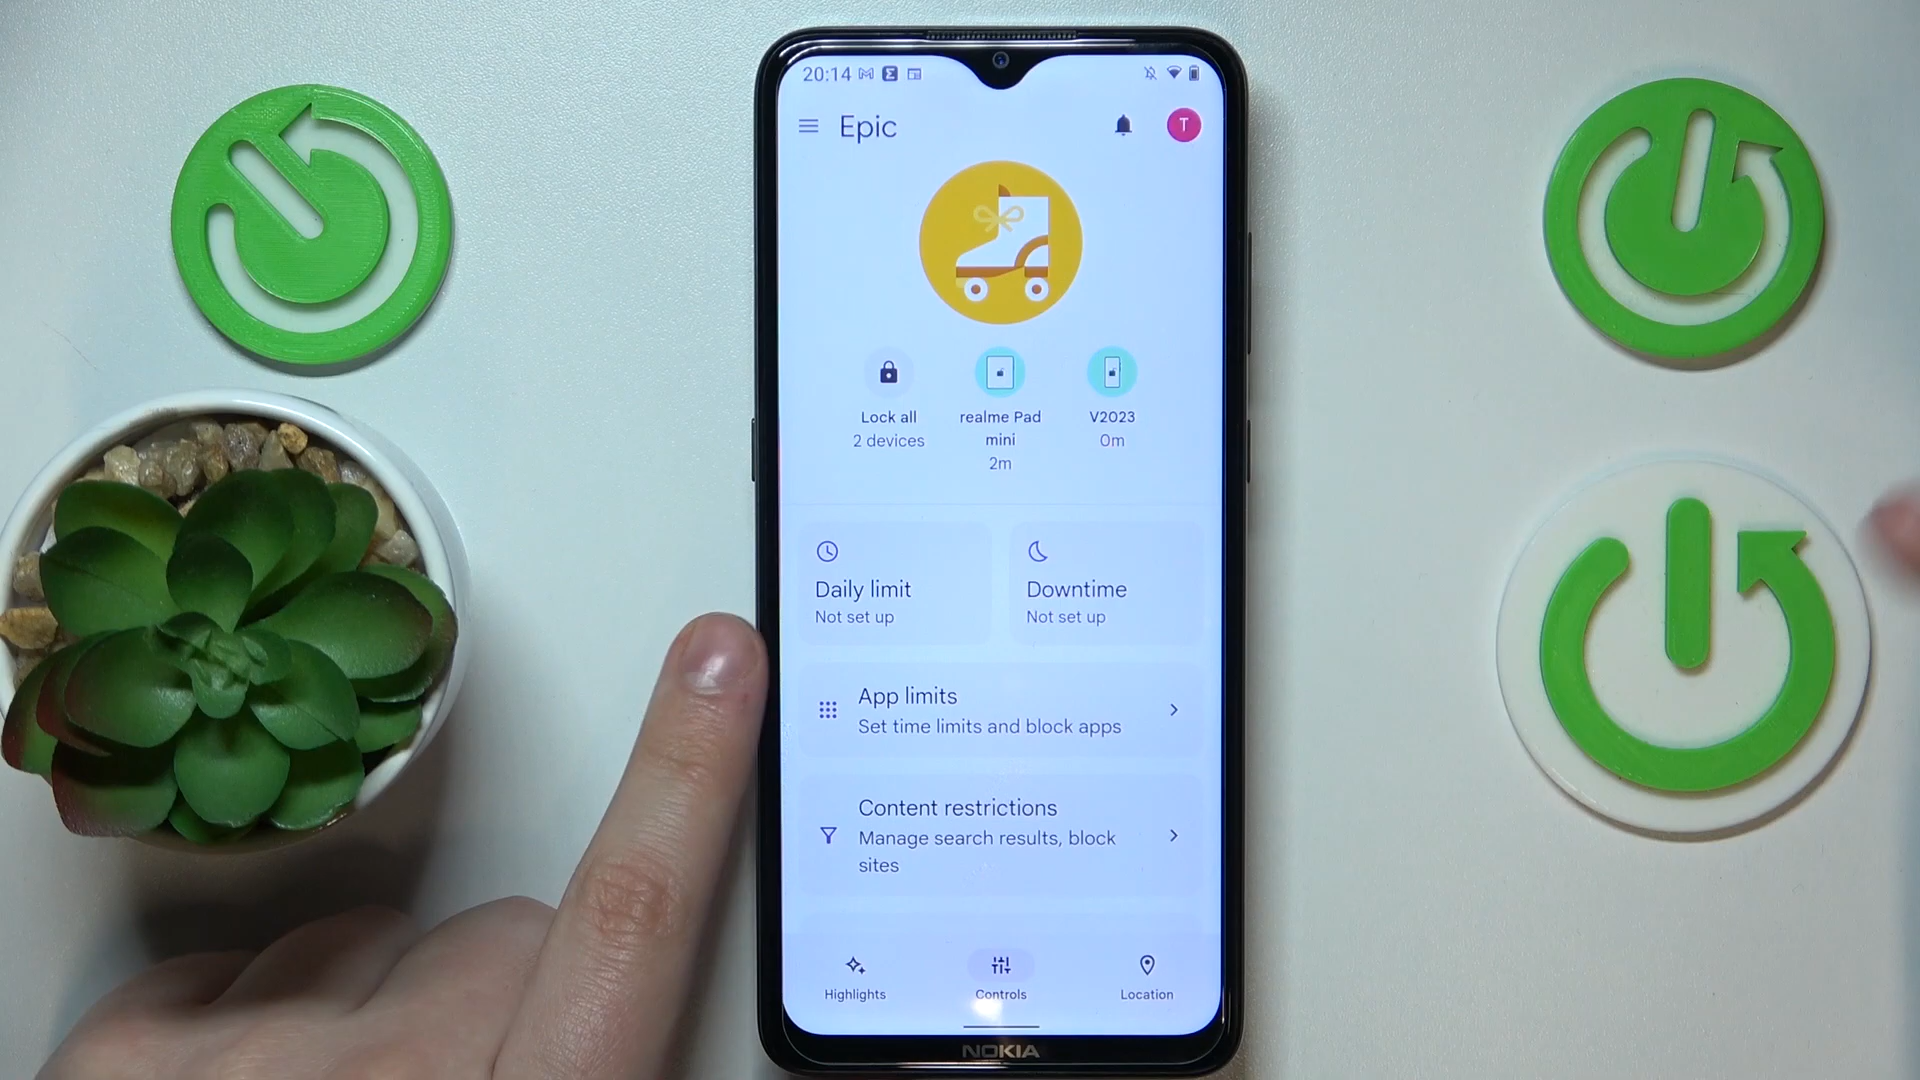 20:14
Epic
T
Lock all
2 devices
realme Pad
mini
2m
V2023
0m
Daily limit
Not set up
Downtime
Not set up
App limits
Set time limits and block apps
Content restrictions
Manage search results, block
sites
Highlights
Controls
Location
NOKIA